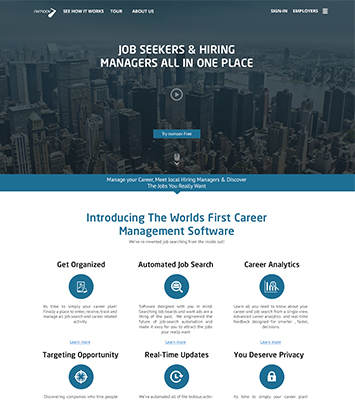 nvmoov
SEE HOW IT WORKS TOUR ABOUT US SIGN-IN EMPLOYERS
JOB SEEKERS & HIRING
MANAGERS ALL IN ONE PLACE
Try nvmoov Free
Manage your Career, Meet local Hiring Managers & Discover
The Jobs You Really Want
Introducing The Worlds First Career
Management Software
We're re-invented job searching from the inside out!
Get Organized
Automated Job Search
Career Analytics
It's time to simply your career plan!
Finally a place to enter, receive, track and
manage all job search and career related
activity.
Software designed with you in mind.
Searching Job boards and want ads are a
thing of the past. We engineered the
future of job-search automation and
made it easy for you to attract the jobs
your really want
Learn all you need to know about your
career and job search from a single view.
Advanced career analytics and real-time
feedback designed for smarter , faster,
decisions.
Learn more
Learn more
Learn more
Targeting Opportunity
Real-Time Updates
You Deserve Privacy
Discovering companies who hire people
We've automated all of the tedious activ-
It's time to simply your career plan!